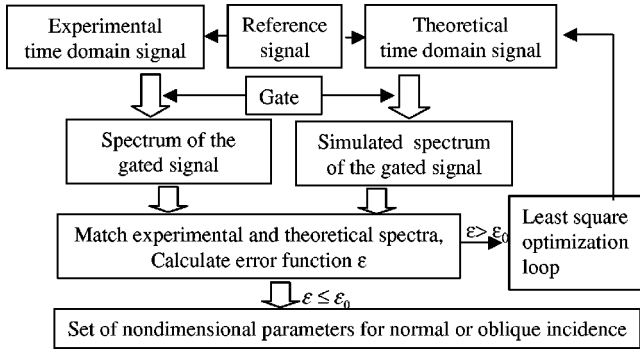 Experimental
time domain signal
Reference
signal
Theoretical
time domain signal
Gate
Spectrum of the
gated signal
Simulated spectrum
of the gated signal
Match experimental and theoretical spectra,
Calculate error function ε
ε> ε₀
Least square
optimization
loop
ε ≤ ε₀
Set of nondimensional parameters for normal or oblique incidence